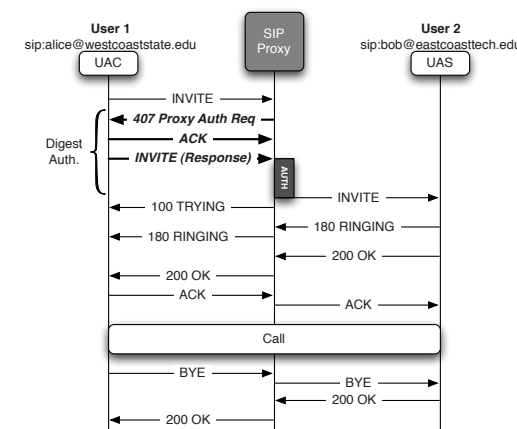 User 1
sip:alice@westcoaststate.edu
UAC
SIP
Proxy
User 2
sip:bob@eastcoasttech.edu
UAS
INVITE
407 Proxy Auth Req
ACK
INVITE (Response)
Digest
Auth.
AUTH
INVITE
100 TRYING
180 RINGING
180 RINGING
200 OK
200 OK
ACK
ACK
Call
BYE
BYE
200 OK
200 OK